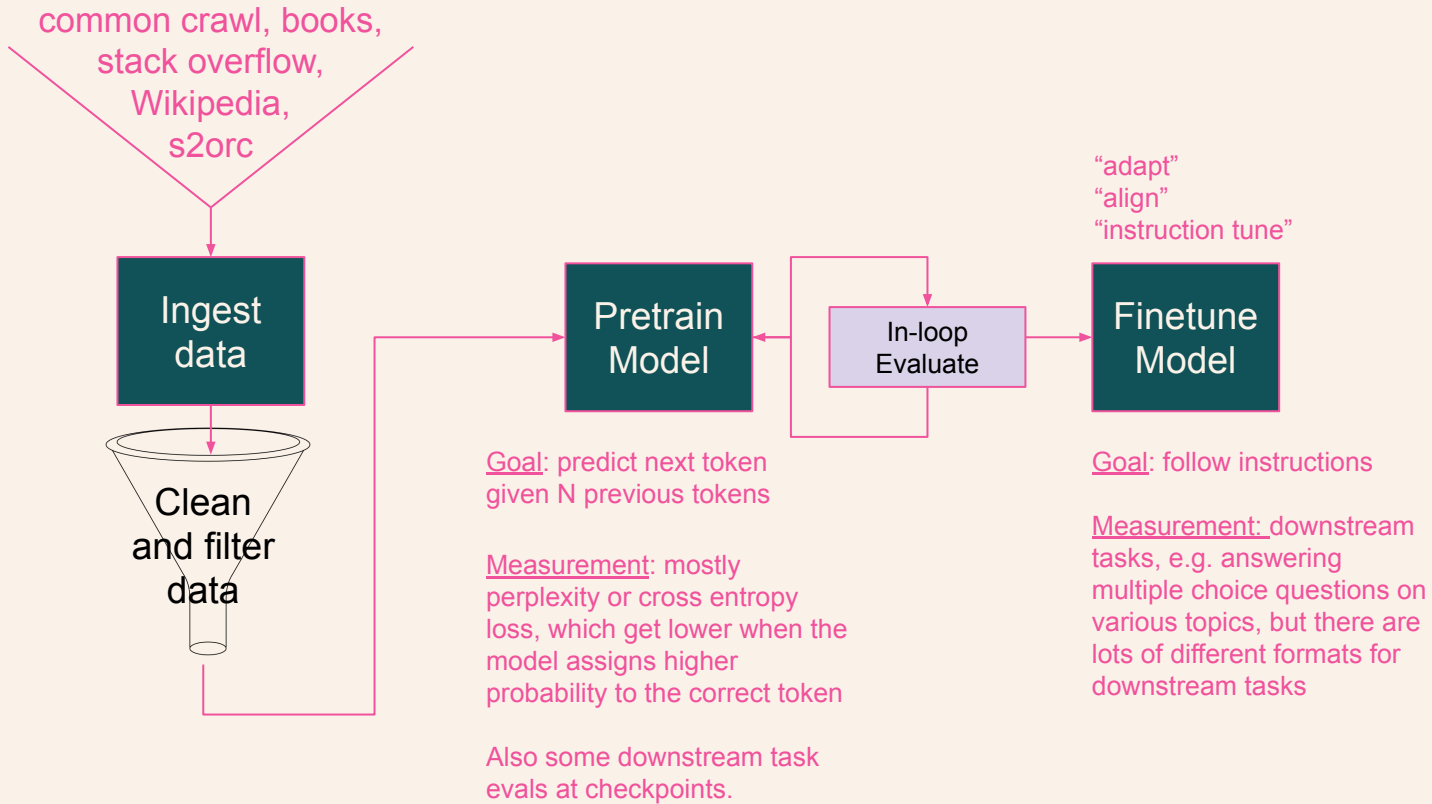 common crawl, books,
stack overflow,
Wikipedia,
s2orc
Ingest
data
Clean
and filter
data
Pretrain
Model
Goal: predict next token
given N previous tokens
Measurement: mostly
perplexity or cross entropy
loss, which get lower when the
model assigns higher
probability to the correct token
Also some downstream task
evals at checkpoints.
In-loop
Evaluate
“adapt”
“align”
“instruction tune”
Finetune
Model
Goal: follow instructions
Measurement: downstream
tasks, e.g. answering
multiple choice questions on
various topics, but there are
lots of different formats for
downstream tasks